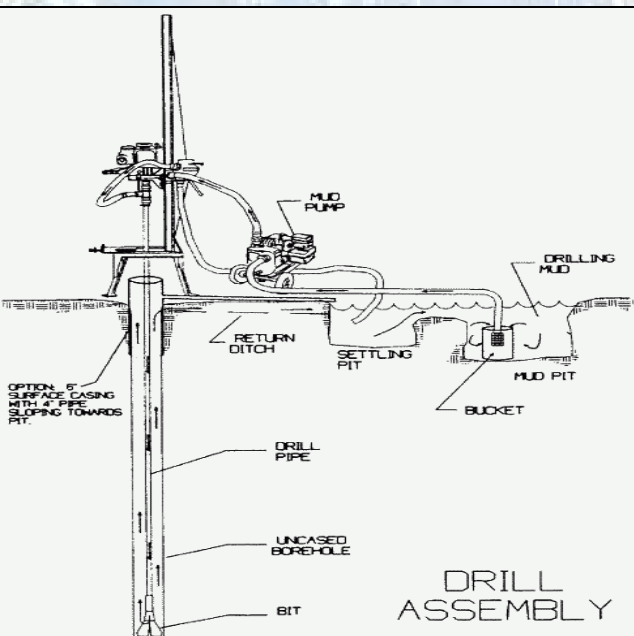 MUD
PUMP
DRILLING
MUD
RETURN
DITCH
SETTLING
PIT
MUD PIT
OPTION: 6"
SURFACE CASING
WITH 4" PIPE
SLOPING TOWARDS
PIT.
BUCKET
DRILL
PIPE
UNCASED
BOREHOLE
BIT
DRILL
ASSEMBLY